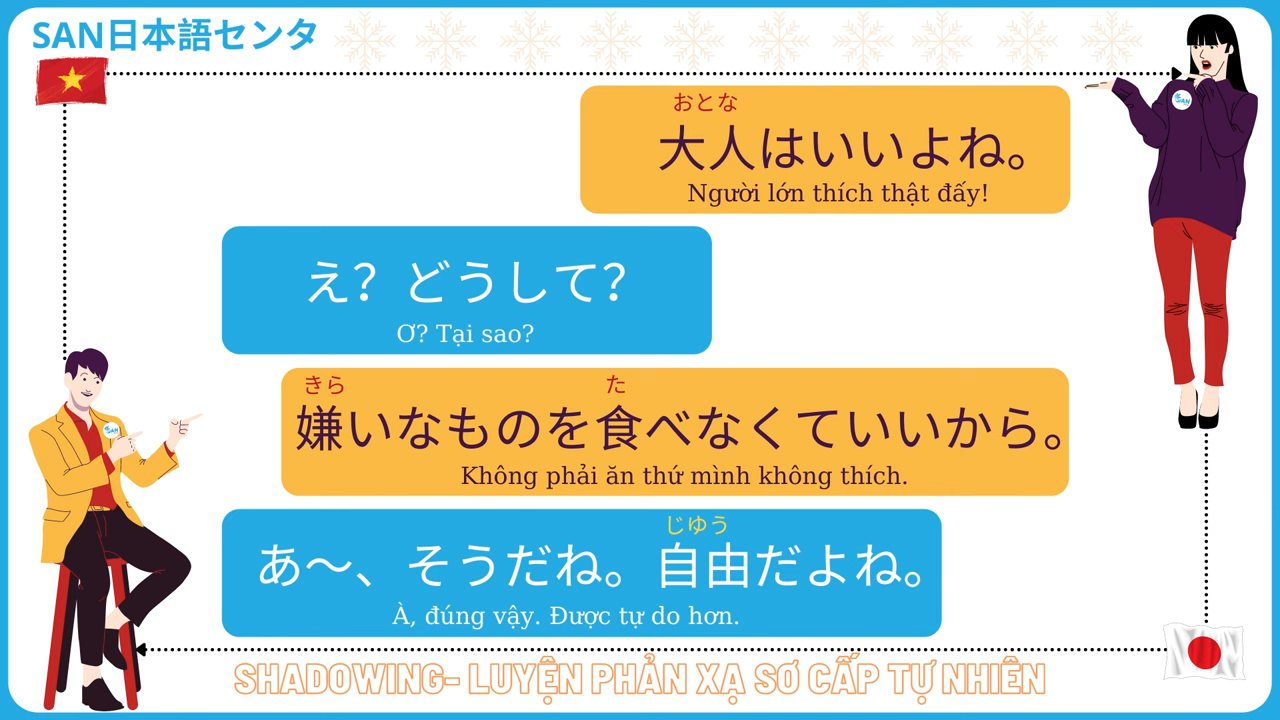 SAN日本語センタ
おとな
大人はいいよね。
Người lớn thích thật đấy!
え？どうして？
Ơ? Tại sao?
きら た
嫌いなものを食べなくていいから。
Không phải ăn thứ mình không thích.
じゆう
あ〜、そうだね。自由だよね。
À, đúng vậy. Được tự do hơn.
SHADOWING- LUYỆN PHẢN XẠ SƠ CẤP TỰ NHIÊN
SAN
SAN